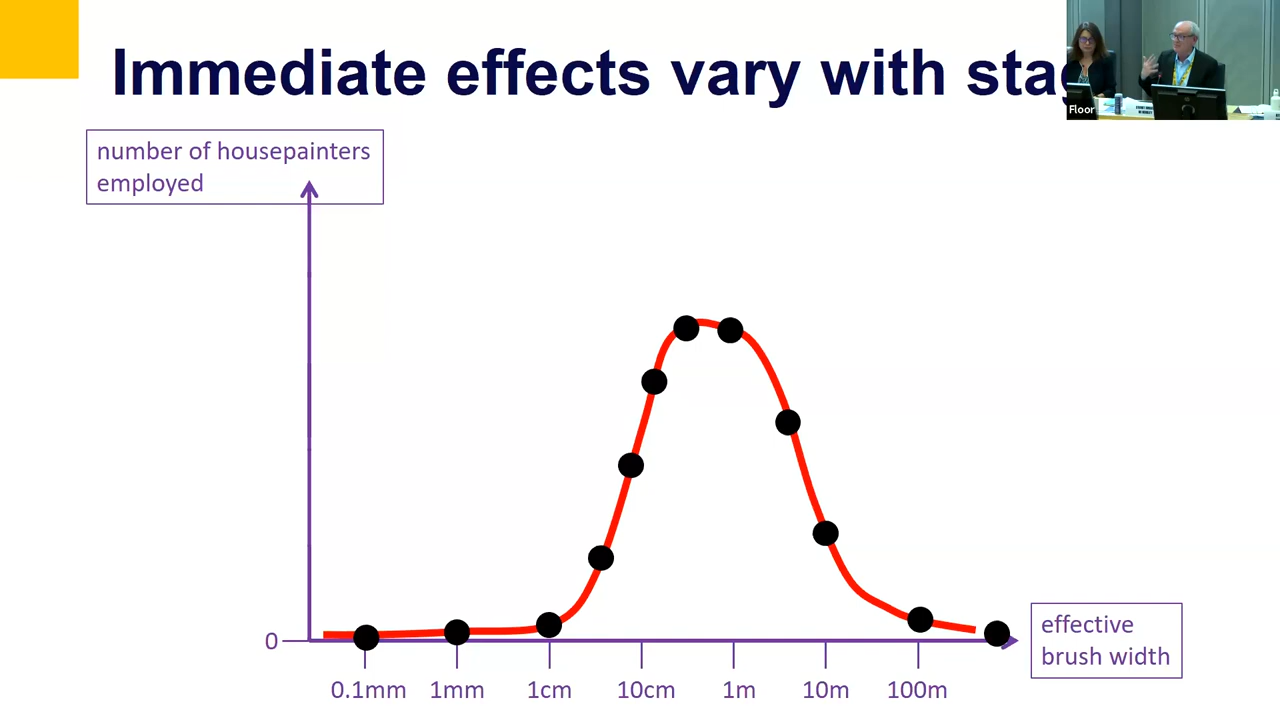 Immediate effects vary with
Floor
number of housepainters
employed
0
0.1mm 1mm 1cm 10cm 1m 10m 100m
effective
brush width